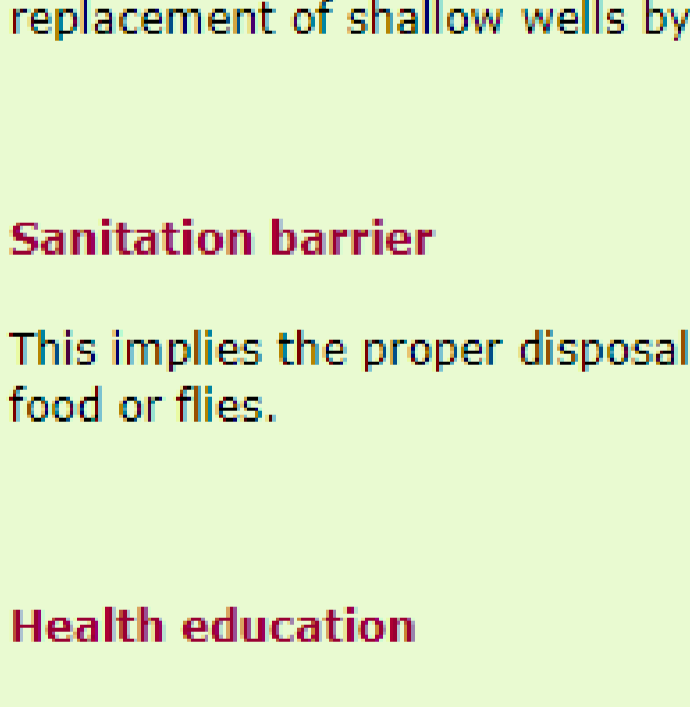 replacement of shallow wells by
Sanitation barrier
This implies the proper disposal
food or flies.
Health education